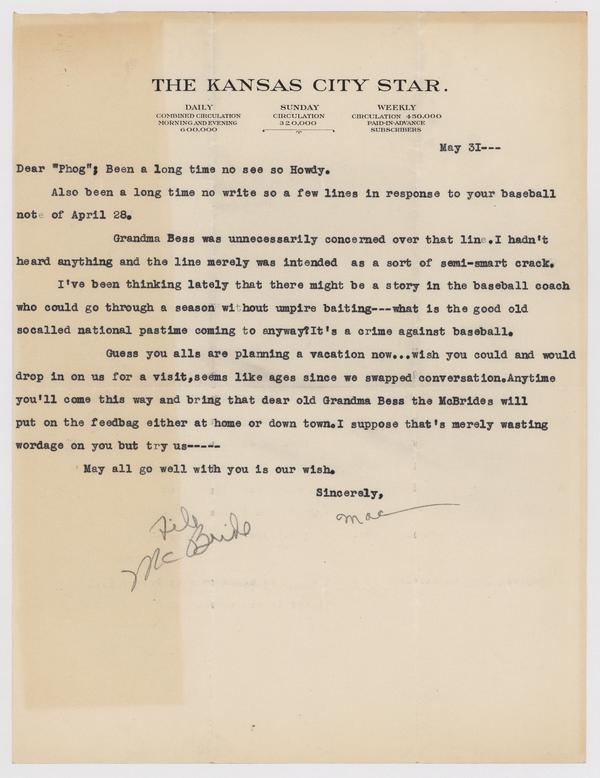 THE KANSAS CITY STAR.
DAILY SUNDAY WEEKLY
COMBINED CIRCULATION CIRCULATION CIRCULATION 450,000
MORNING AND EVENING 320,000 PAID-IN-ADVANCE
600,000 SUBSCRIBERS
May 3I---
Dear "Phog"; Been a long time no see so Howdy.
Also been a long time no write so a few lines in response to your baseball
note of April 28.
Grandma Bess was unnecessarily concerned over that line.I hadn't
heard anything and the line merely was intended as a sort of semi-smart crack.
I've been thinking lately that there might be a story in the baseball coach
who could go through a season without umpire baiting---what is the good old
socalled national pastime coming to anyway?It's a crime against baseball.
Guess you alls are planning a vacation now...wish you could and would
drop in on us for a visit,seems like ages since we swapped conversation.Anytime
you'll come this way and bring that dear old Grandma Bess the McBrides will
put on the feedbag either at home or down town.I suppose that's merely wasting
wordage on you but try us-----
May all go well with you is our wish.
Sincerely,
Mac
File
McBride